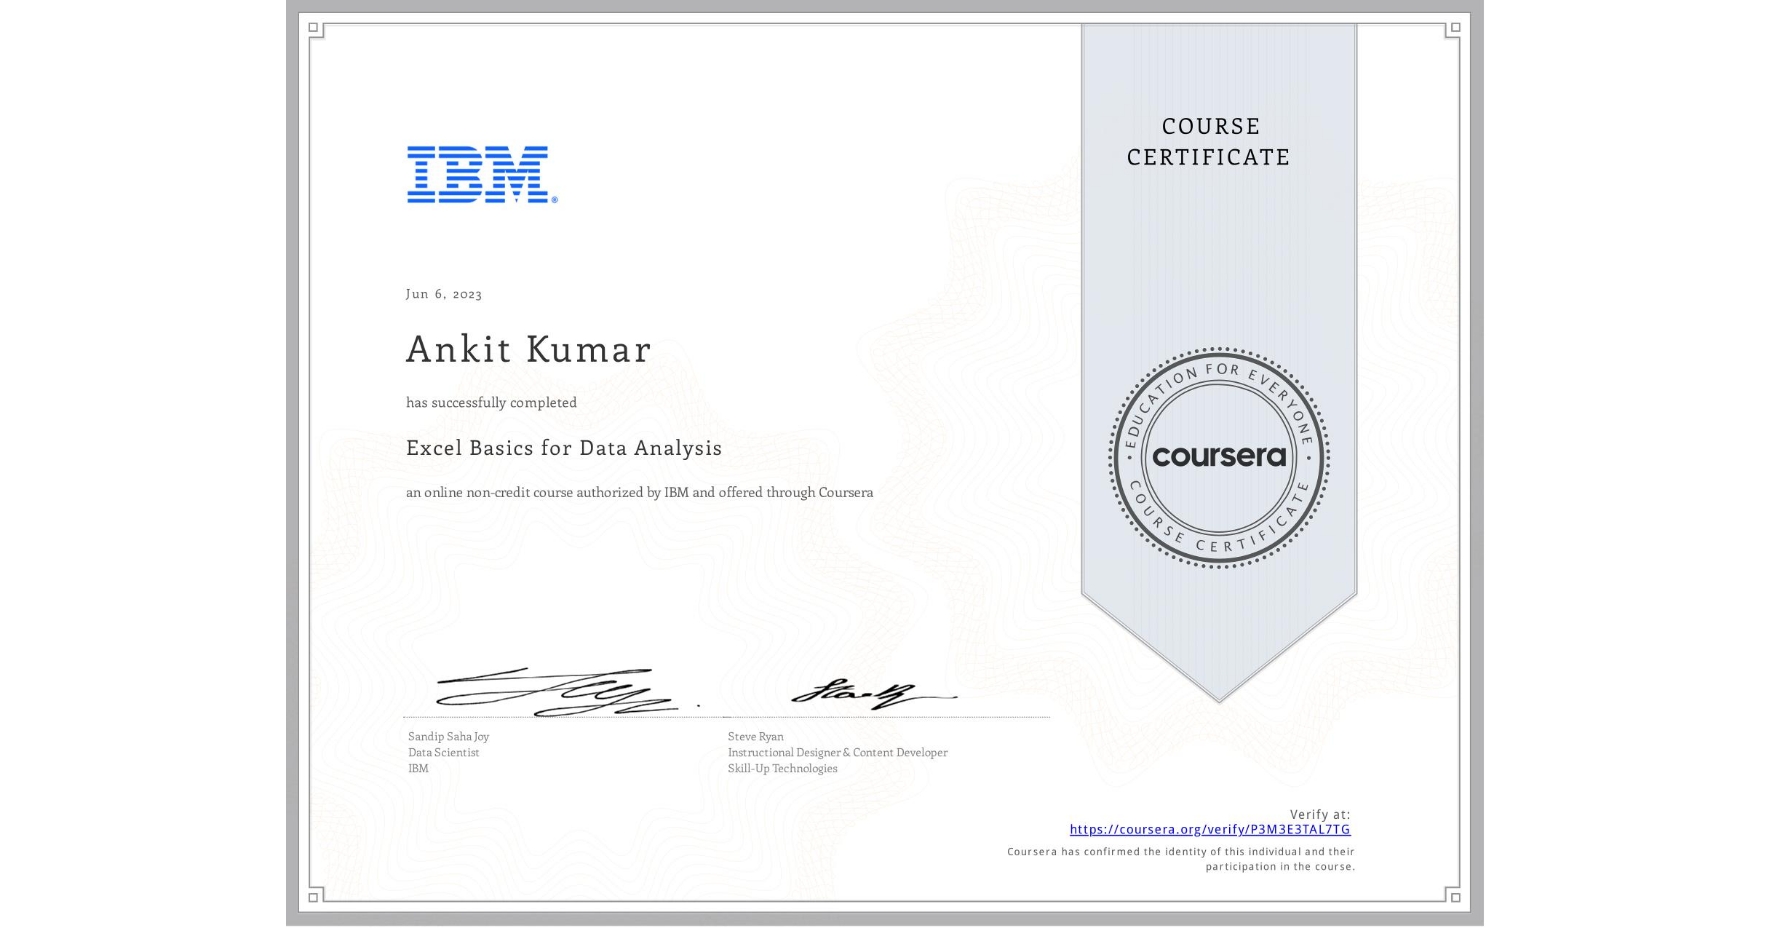 COURSE
CERTIFICATE
IBM®
Jun 6, 2023
Ankit Kumar
has successfully completed
Excel Basics for Data Analysis
an online non-credit course authorized by IBM and offered through Coursera
EDUCATION FOR EVERYONE
coursera
COURSE CERTIFICATE
Sandip Saha Joy
Data Scientist
IBM
Steve Ryan
Instructional Designer & Content Developer
Skill-Up Technologies
Verify at:
https://coursera.org/verify/P3M3E3TAL7TG
Coursera has confirmed the identity of this individual and their
participation in the course.